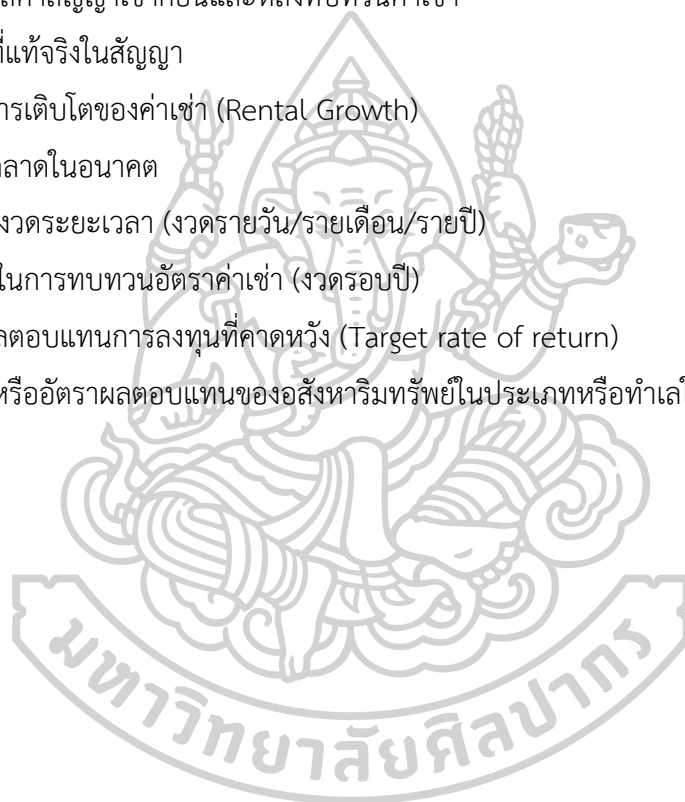 ที่แท้จริงในสัญญา
ารเติบโตของค่าเช่า (Rental Growth)
ลาดในอนาคต
งวดระยะเวลา (งวดรายวัน/รายเดือน/รายปี)
ในการทบทวนอัตราค่าเช่า (งวดรอบปี)
ลตอบแทนการลงทุนที่คาดหวัง (Target rate of return)
หรืออัตราผลตอบแทนของอสังหาริมทรัพย์ในประเภทหรือทำเลใ
มหาวิทยาลัยศิลปากร